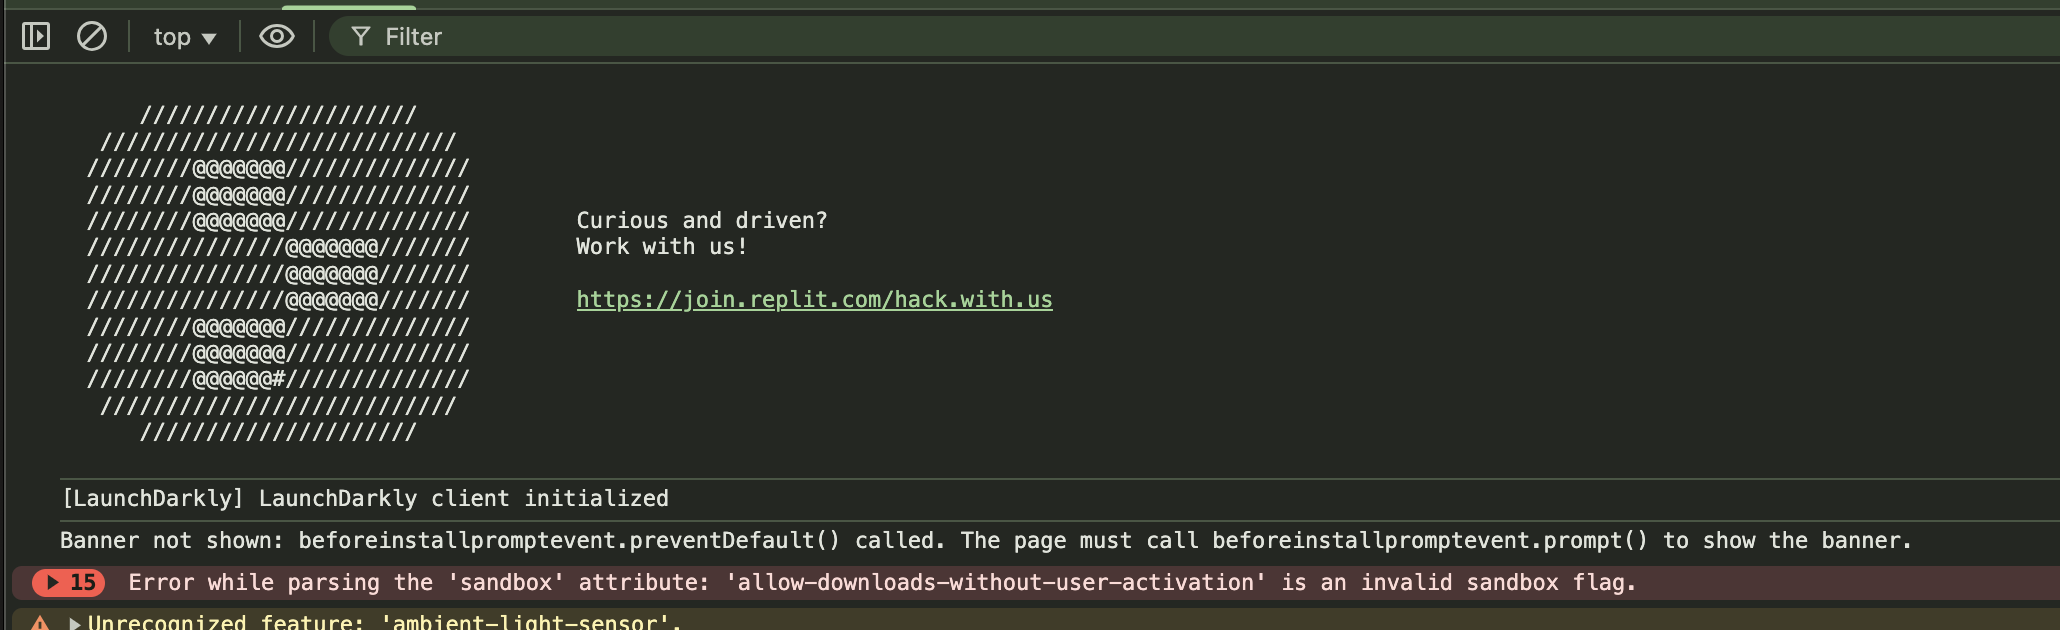 top
Filter
/////////////////////
///////////////////////////
////////@@@@@@@//////////////
////////@@@@@@@//////////////
////////@@@@@@@//////////////
Curious and driven?
///////////////@@@@@@@///////
Work with us!
///////////////@@@@@@@///////
///////////////@@@@@@@///////
https://join.replit.com/hack.with.us
////////@@@@@@@//////////////
////////@@@@@@@//////////////
////////@@@@@@#//////////////
///////////////////////////
/////////////////////
[LaunchDarkly] LaunchDarkly client initialized
Banner not shown: beforeinstallpromptevent.preventDefault() called. The page must call beforeinstallpromptevent.prompt() to show the banner.
15 Error while parsing the 'sandbox' attribute: 'allow-downloads-without-user-activation' is an invalid sandbox flag.
Unrecognized feature: 'ambient-light-sensor'.